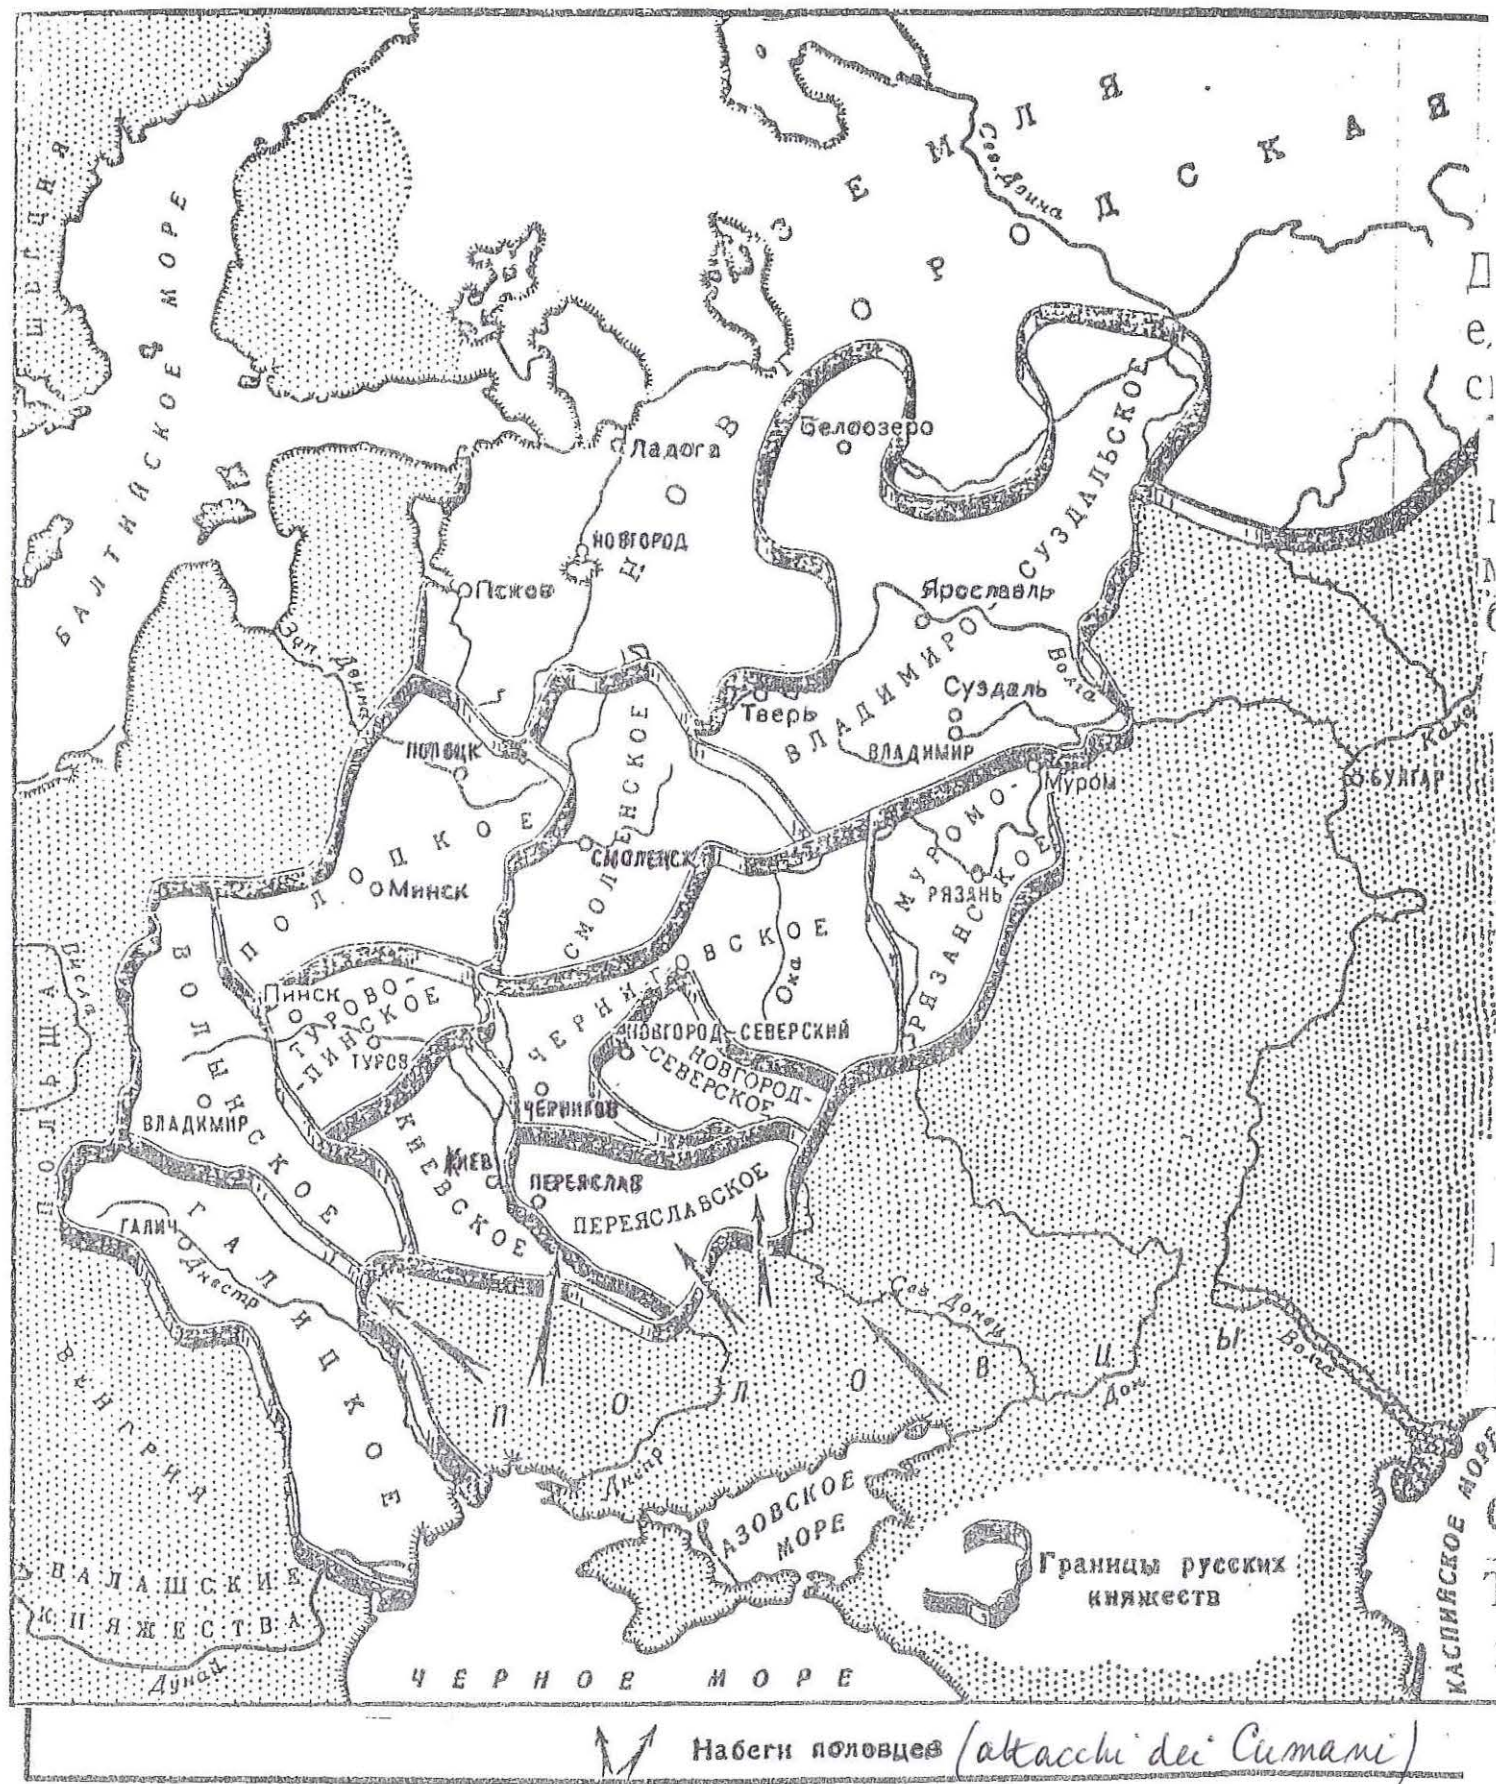 ШВЕЦИЯ
БАЛТИЙСКОЕ МОРЕ
НОВГОРОДСКАЯ ЗЕМЛЯ
Сев. Двина
Белоозеро
Ладога
НОВГОРОД
Псков
Зап. Двина
ВЛАДИМИРО
СУЗДАЛЬСКОЕ
Ярославль
Волга
Суздаль
ВЛАДИМИР
Тверь
Муром
Кама
БУЛГАР
ПОЛОЦК
ПОЛОЦКОЕ
Минск
СМОЛЕНСКОЕ
СМОЛЕНСК
МУРОМО-
РЯЗАНСКОЕ
РЯЗАНЬ
Ока
Висла
ПОЛЬША
ВОЛЫНСКОЕ
ВЛАДИМИР
Пинск
ТУРОВО-
-ПИНСКОЕ
ТУРОВ
ЧЕРНИГОВСКОЕ
ЧЕРНИКОВ
НОВГОРОД-СЕВЕРСКИЙ
НОВГОРОД-
-СЕВЕРСКОЕ
КИЕВ
КИЕВСКОЕ
ПЕРЕЯСЛАВ
ПЕРЕЯСЛАВСКОЕ
ГАЛИЧ
ГАЛИЦКОЕ
Днестр
ВЕНГРИЯ
ПОЛОВЦЫ
Сев Донец
Дон
Волга
Днепр
АЗОВСКОЕ
МОРЕ
КАСПИЙСКОЕ МОРЕ
ВАЛАШСКИЕ
КНЯЖЕСТВА
Дунай
ЧЕРНОЕ МОРЕ
Границы русских
княжеств
Набеги половцев (attacchi dei Cumani)